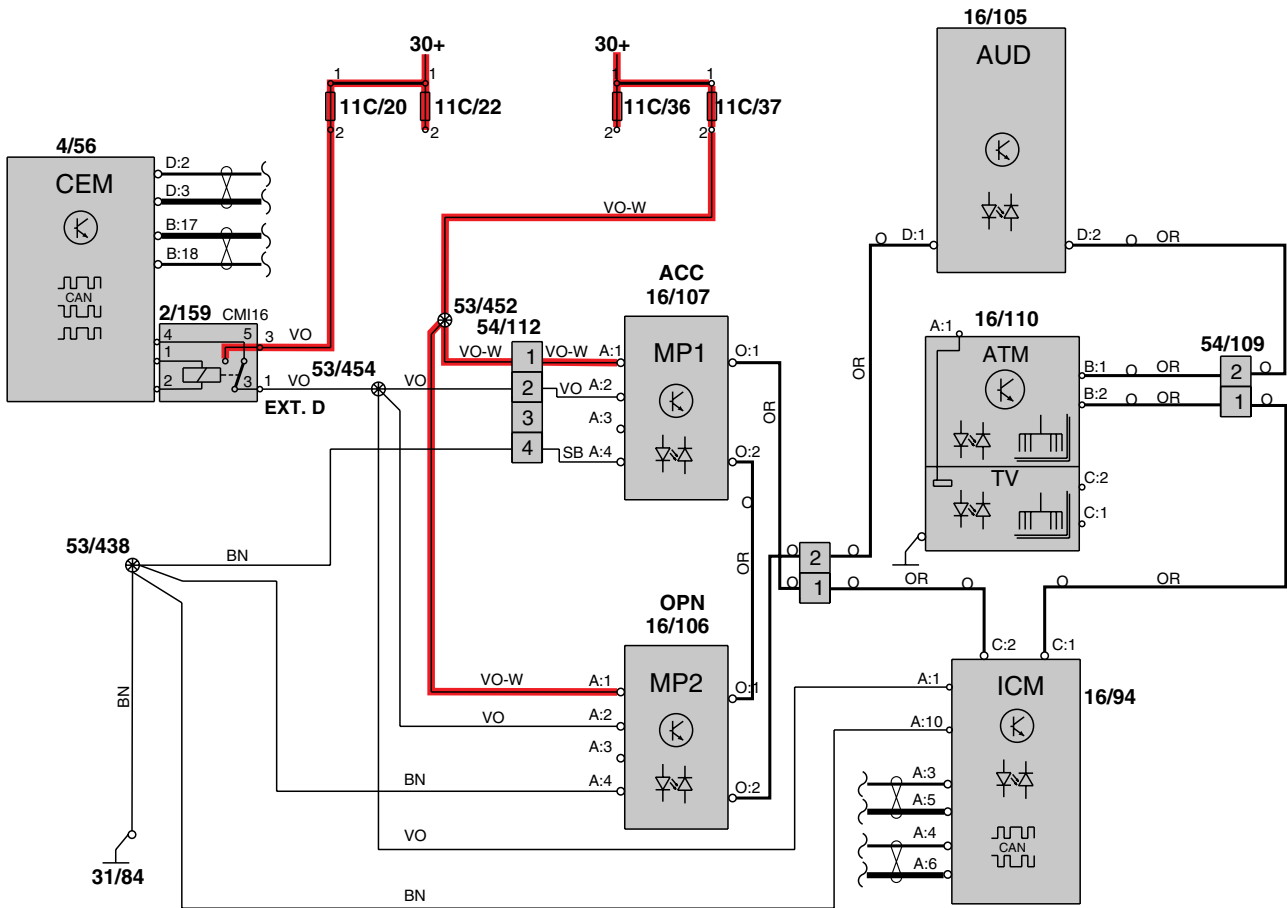 16/105
AUD
D:1
D:2
O
O
OR
30+
30+
1
1
1
1
11C/20
11C/22
11C/36
11C/37
2
2
2
2
4/56
CEM
CAN
D:2
D:3
B:17
B:18
2/159
CMI16
4
5
3
1
2
3
1
VO
VO
EXT. D
53/454
VO-W
53/452
54/112
VO-W
VO-W
1
2
3
4
VO
VO
SB
ACC
16/107
MP1
A:1
A:2
A:3
A:4
O:1
O:2
OR
O
OR
OR
16/110
A:1
ATM
TV
B:1
B:2
C:2
C:1
O
OR
O
OR
54/109
2
1
O
O
53/438
BN
BN
31/84
OPN
16/106
MP2
A:1
A:2
A:3
A:4
O:1
O:2
VO-W
VO
BN
VO
BN
O
2
O
O
1
O
OR
O
O
OR
C:2
C:1
ICM
16/94
A:1
A:10
A:3
A:5
A:4
A:6
CAN